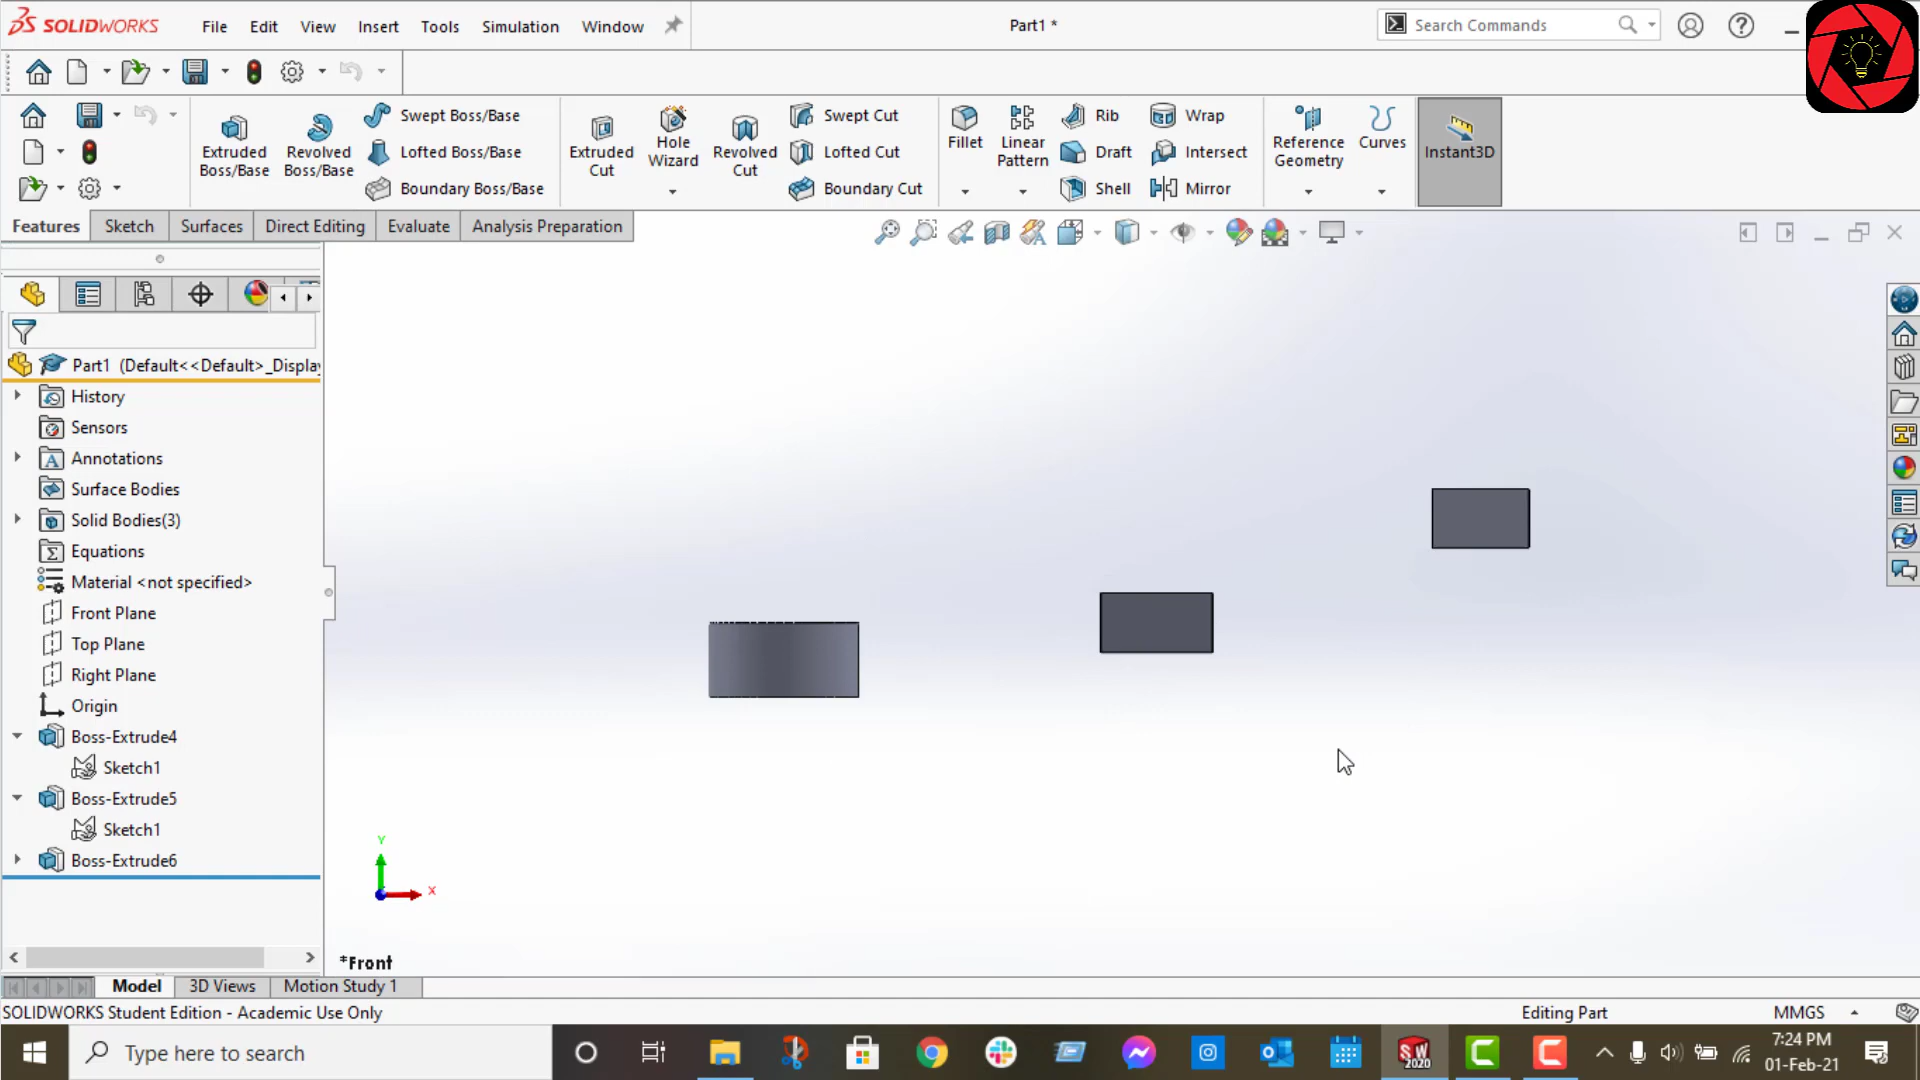 SOLIDWORKS File Edit View Insert Tools Simulation Window Part1 * Search Commands
Extruded Boss/Base
Revolved Boss/Base
Swept Boss/Base
Lofted Boss/Base
Boundary Boss/Base
Extruded Cut
Hole Wizard
Revolved Cut
Swept Cut
Lofted Cut
Boundary Cut
Fillet
Linear Pattern
Rib
Draft
Shell
Wrap
Intersect
Mirror
Reference Geometry
Curves
Instant3D
Features Sketch Surfaces Direct Editing Evaluate Analysis Preparation
Part1 (Default<<Default>_Display
History
Sensors
Annotations
Surface Bodies
Solid Bodies(3)
Equations
Material <not specified>
Front Plane
Top Plane
Right Plane
Origin
Boss-Extrude4
Sketch1
Boss-Extrude5
Sketch1
Boss-Extrude6
Y
X
*Front
Model 3D Views Motion Study 1
SOLIDWORKS Student Edition - Academic Use Only Editing Part MMGS
Type here to search
SW 2020
7:24 PM
01-Feb-21